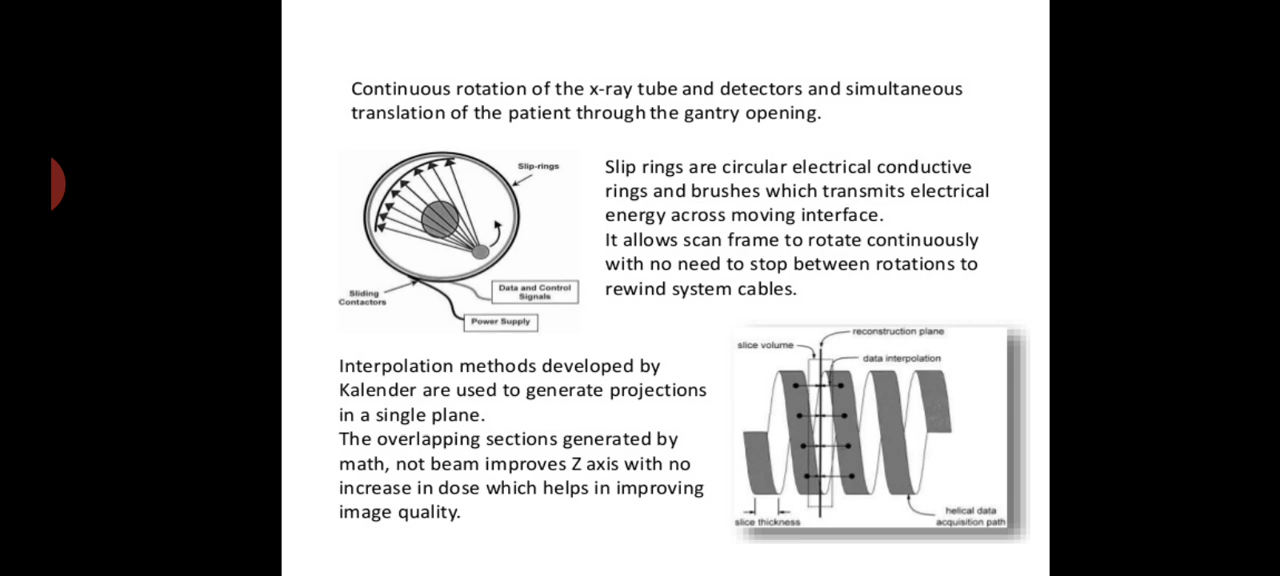 Continuous rotation of the x-ray tube and detectors and simultaneous
translation of the patient through the gantry opening.
Slip-rings
Sliding
Contactors
Data and Control
Signals
Power Supply
Slip rings are circular electrical conductive
rings and brushes which transmits electrical
energy across moving interface.
It allows scan frame to rotate continuously
with no need to stop between rotations to
rewind system cables.
Interpolation methods developed by
Kalender are used to generate projections
in a single plane.
The overlapping sections generated by
math, not beam improves Z axis with no
increase in dose which helps in improving
image quality.
reconstruction plane
slice volume
data interpolation
slice thickness
helical data
acquisition path